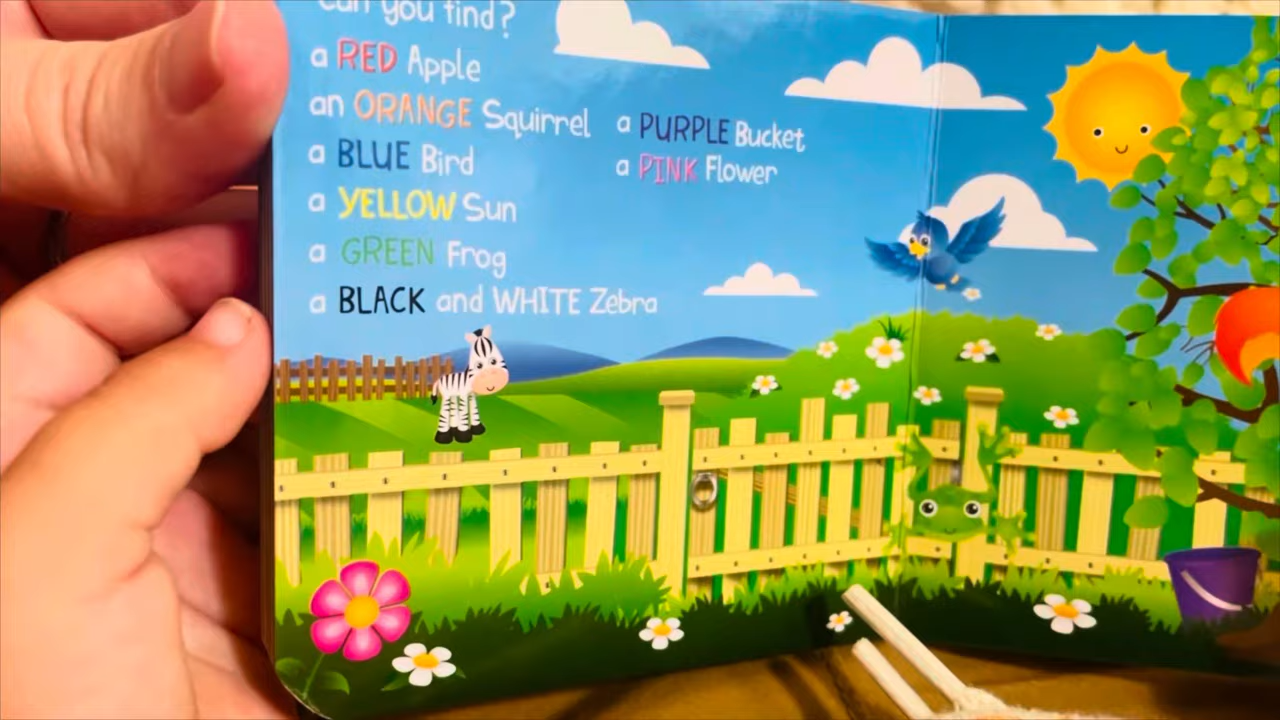 can you find?
a RED Apple
an ORANGE Squirrel
a BLUE Bird
a YELLOW Sun
a GREEN Frog
a BLACK and WHITE Zebra
a PURPLE Bucket
a PINK Flower